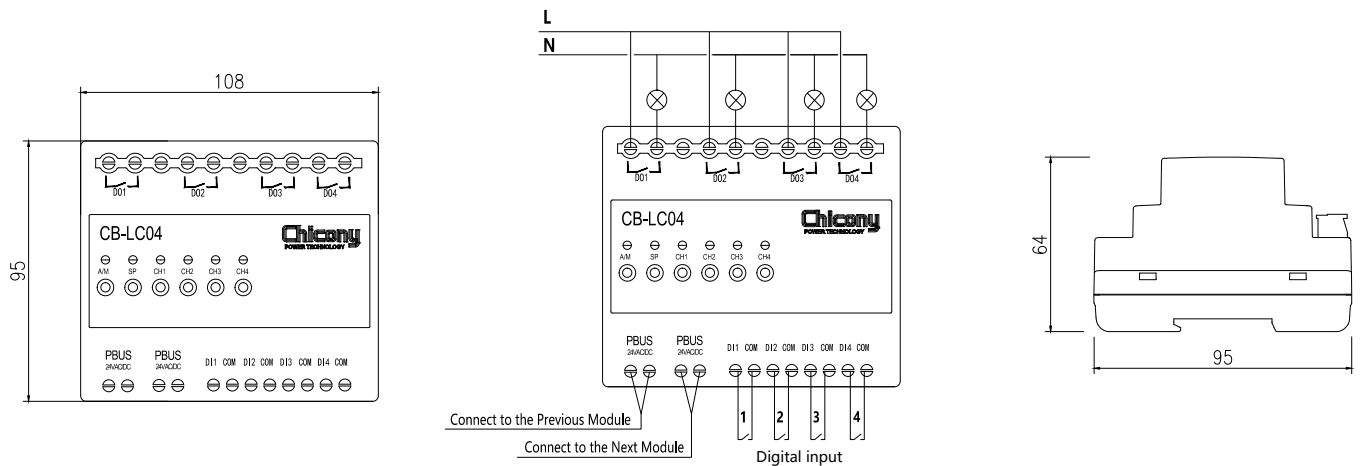 108
95
DO1 DO2 DO3 DO4
CB-LC04
Chicony
POWER TECHNOLOGY
A/M SP CH1 CH2 CH3 CH4
PBUS PBUS
24VAC/DC 24VAC/DC
DI1 COM DI2 COM DI3 COM DI4 COM
L
N
DO1 DO2 DO3 DO4
CB-LC04
Chicony
POWER TECHNOLOGY
A/M SP CH1 CH2 CH3 CH4
PBUS PBUS
24VAC/DC 24VAC/DC
DI1 COM DI2 COM DI3 COM DI4 COM
1 2 3 4
Connect to the Previous Module
Connect to the Next Module
Digital input
64
95